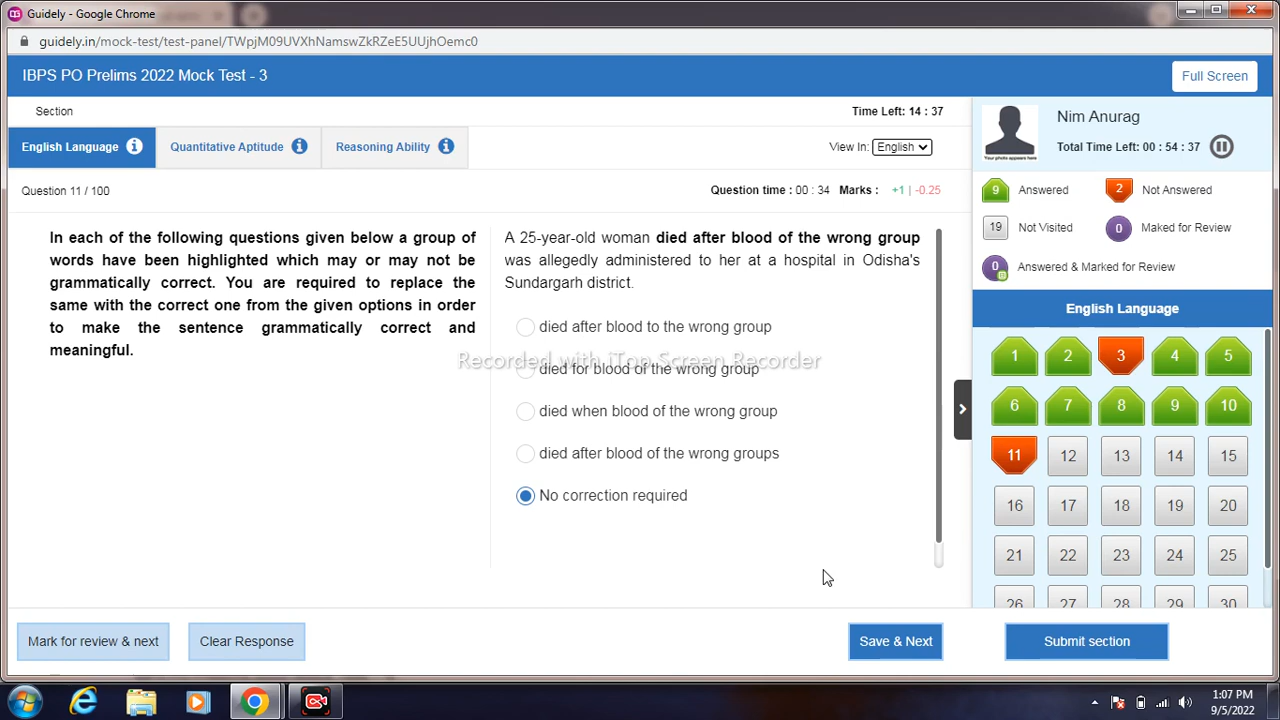 Guidely - Google Chrome
guidely.in/mock-test/test-panel/TWpjM09UVXhNamswZkRZeE5UUjhOemc0
IBPS PO Prelims 2022 Mock Test - 3
Full Screen
Section
Time Left: 14 : 37
English Language
Quantitative Aptitude
Reasoning Ability
View In: English
Question 11 / 100
Question time : 00 : 34 Marks : +1 | -0.25
In each of the following questions given below a group of
words have been highlighted which may or may not be
grammatically correct. You are required to replace the
same with the correct one from the given options in order
to make the sentence grammatically correct and
meaningful.
A 25-year-old woman died after blood of the wrong group
was allegedly administered to her at a hospital in Odisha's
Sundargarh district.
died after blood to the wrong group
died for blood of the wrong group
died when blood of the wrong group
died after blood of the wrong groups
No correction required
Recorded with iTop Screen Recorder
Mark for review & next
Clear Response
Save & Next
Nim Anurag
Your photo appears here
Total Time Left: 00 : 54 : 37
9 Answered
2 Not Answered
19 Not Visited
0 Maked for Review
0 Answered & Marked for Review
English Language
1 2 3 4 5
6 7 8 9 10
11 12 13 14 15
16 17 18 19 20
21 22 23 24 25
26 27 28 29 30
Submit section
1:07 PM
9/5/2022